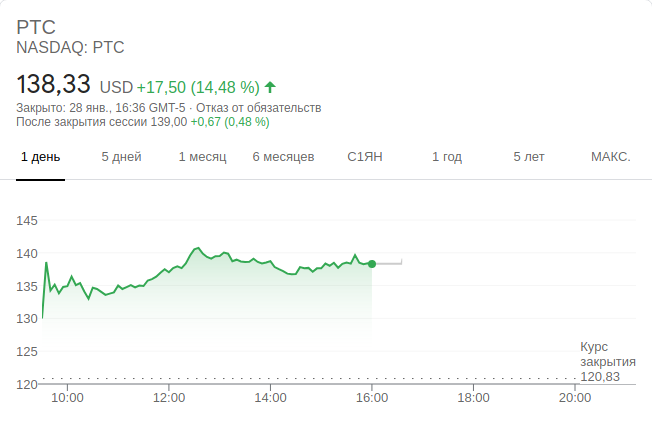 PTC
NASDAQ: PTC
138,33 USD +17,50 (14,48 %)
Закрыто: 28 янв., 16:36 GMT-5 · Отказ от обязательств
После закрытия сессии 139,00 +0,67 (0,48 %)
1 день 5 дней 1 месяц 6 месяцев С1ЯН 1 год 5 лет МАКС.
145
140
135
130
125
120
Курс
закрытия
120,83
10:00 12:00 14:00 16:00 18:00 20:00